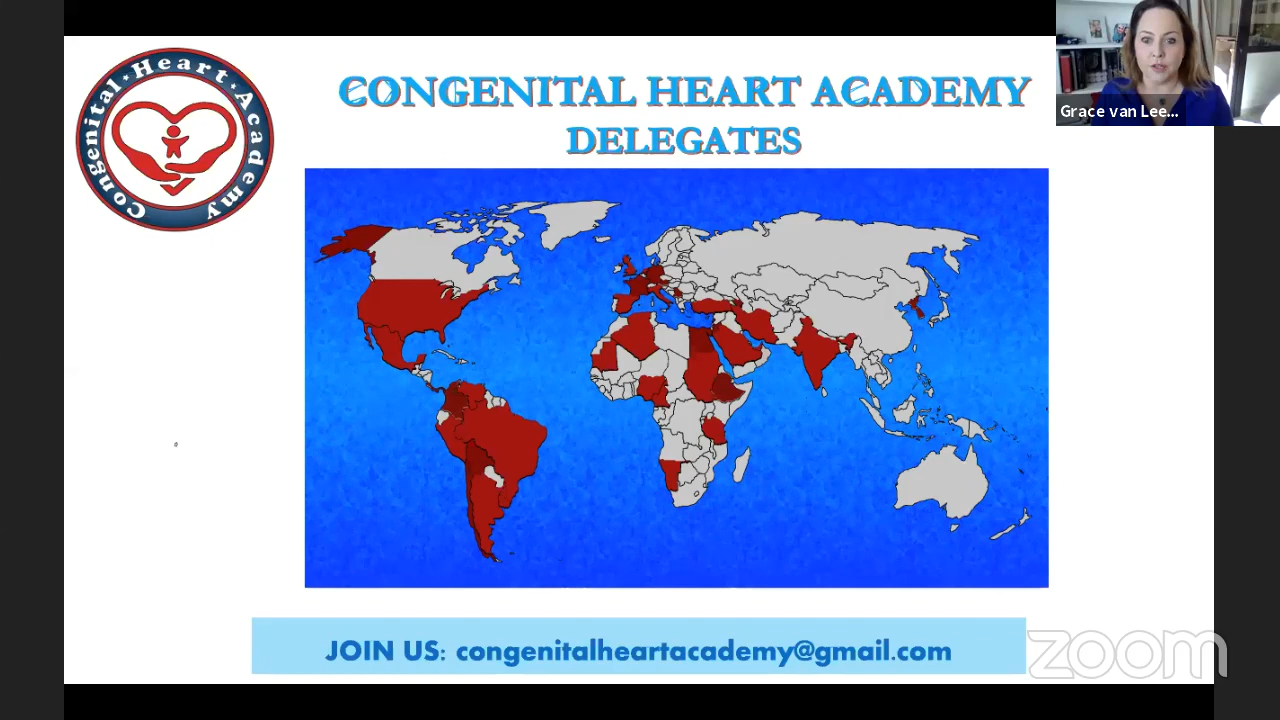 Congenital ★ Heart ★ Academy
CONGENITAL HEART ACADEMY
DELEGATES
Grace van Lee...
JOIN US: congenitalheartacademy@gmail.com
zoom